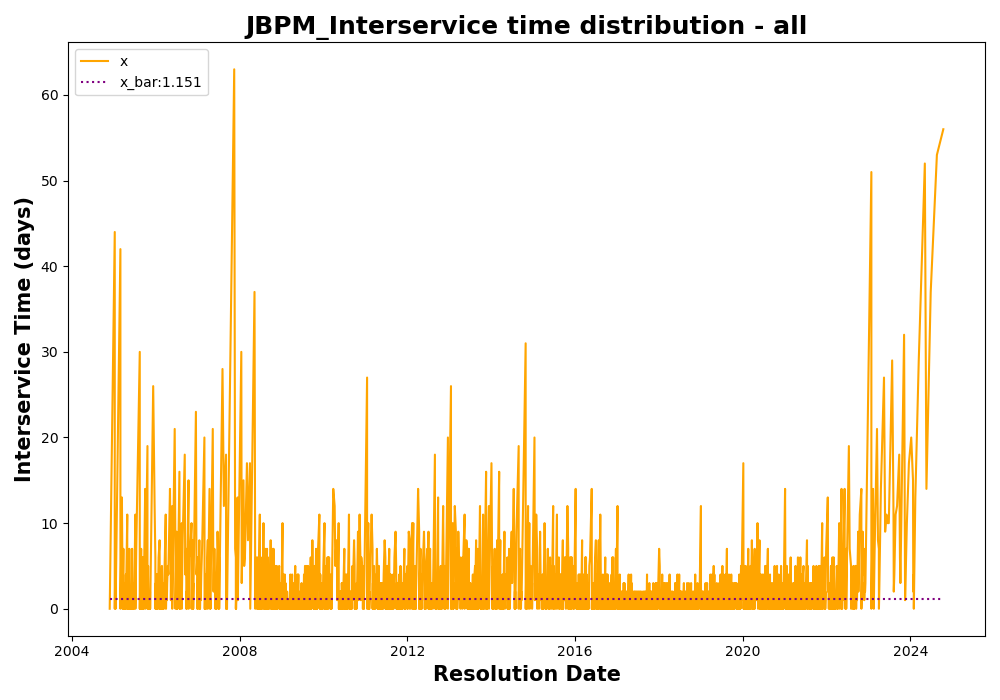 JBPM_Interservice time distribution - all
x
x_bar:1.151
Interservice Time (days)
60
50
40
30
20
10
0
2004
2008
2012
2016
2020
2024
Resolution Date